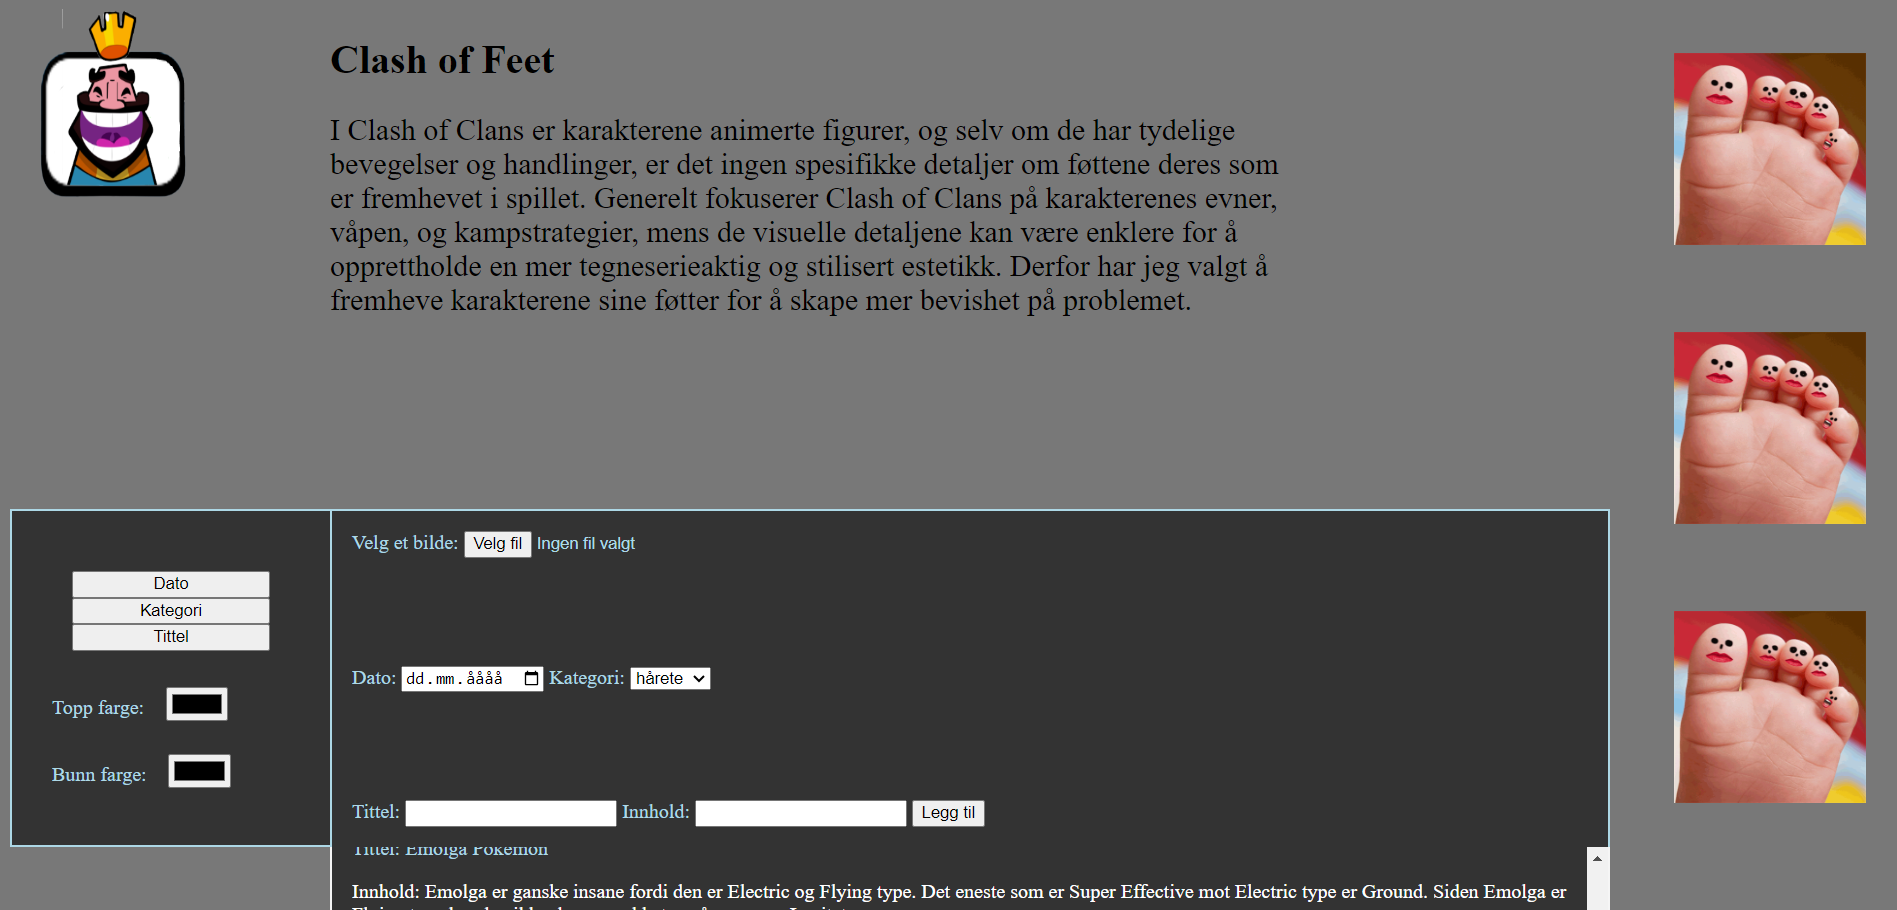 Clash of Feet
I Clash of Clans er karakterene animerte figurer, og selv om de har tydelige
bevegelser og handlinger, er det ingen spesifikke detaljer om føttene deres som
er fremhevet i spillet. Generelt fokuserer Clash of Clans på karakterenes evner,
våpen, og kampstrategier, mens de visuelle detaljene kan være enklere for å
opprettholde en mer tegneserieaktig og stilisert estetikk. Derfor har jeg valgt å
fremheve karakterene sine føtter for å skape mer bevishet på problemet.
Dato
Kategori
Tittel
Topp farge:
Bunn farge:
Velg et bilde: Velg fil Ingen fil valgt
Dato: dd.mm.åååå Kategori: hårete
Tittel: Innhold: Legg til
Tittel: Emolga Pokemon
Innhold: Emolga er ganske insane fordi den er Electric og Flying type. Det eneste som er Super Effective mot Electric type er Ground. Siden Emolga er